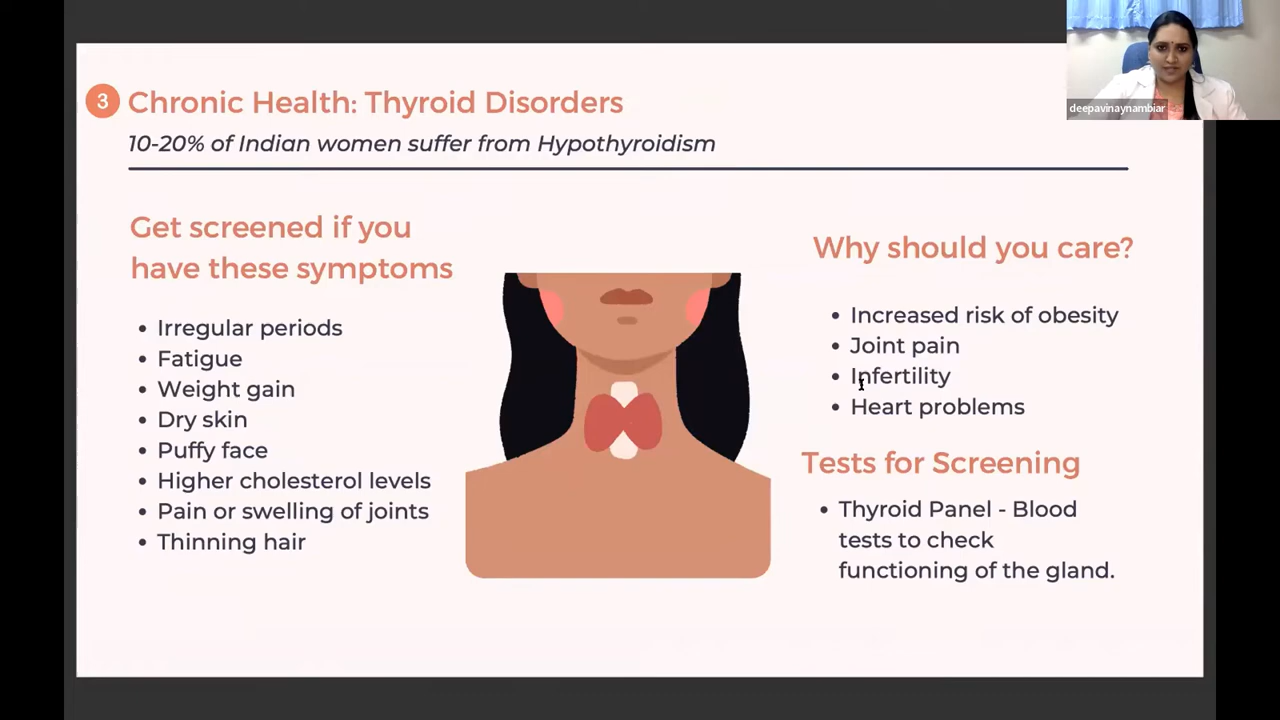 3 Chronic Health: Thyroid Disorders
10-20% of Indian women suffer from Hypothyroidism
Get screened if you
have these symptoms
• Irregular periods
• Fatigue
• Weight gain
• Dry skin
• Puffy face
• Higher cholesterol levels
• Pain or swelling of joints
• Thinning hair
Why should you care?
• Increased risk of obesity
• Joint pain
• Infertility
• Heart problems
Tests for Screening
• Thyroid Panel - Blood
tests to check
functioning of the gland.
deepavinaynambiar